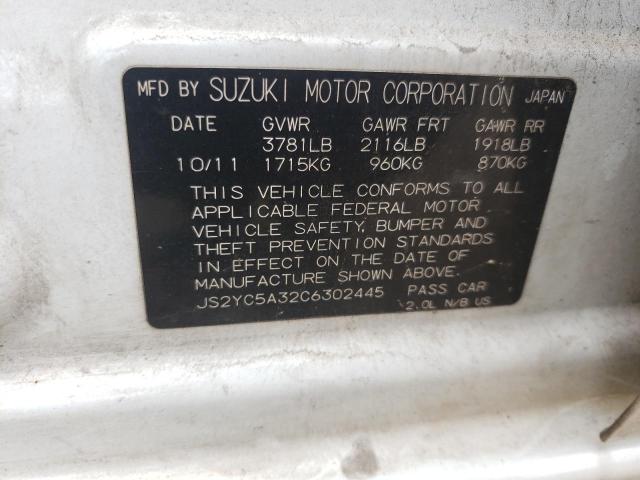 MFD BY SUZUKI MOTOR CORPORATION JAPAN
DATE GVWR GAWR FRT GAWR RR
3781LB 2116LB 1918LB
10/11 1715KG 960KG 870KG
THIS VEHICLE CONFORMS TO ALL
APPLICABLE FEDERAL MOTOR
VEHICLE SAFETY, BUMPER AND
THEFT PREVENTION STANDARDS
IN EFFECT ON THE DATE OF
MANUFACTURE SHOWN ABOVE.
JS2YC5A32C6302445 PASS CAR
2.0L N/B US